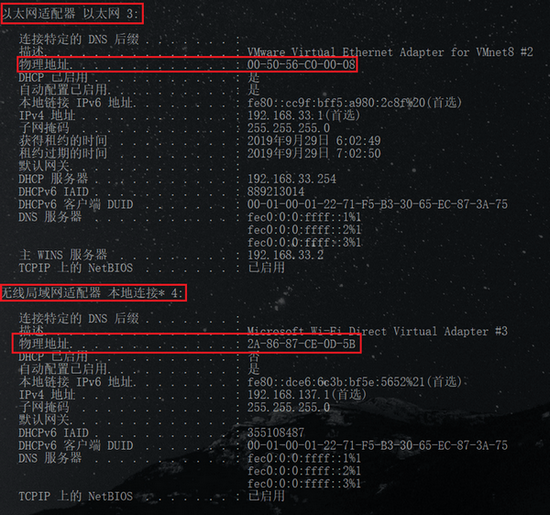 以太网适配器 以太网 3:
连接特定的 DNS 后缀 . . . . . . . :
描述. . . . . . . . . . . . . . . : VMware Virtual Ethernet Adapter for VMnet8 #2
物理地址. . . . . . . . . . . . . : 00-50-56-C0-00-08
DHCP 已启用 . . . . . . . . . . . : 是
自动配置已启用. . . . . . . . . . : 是
本地链接 IPv6 地址. . . . . . . . : fe80::cc9f:bff5:a980:2c8f%20(首选)
IPv4 地址 . . . . . . . . . . . . : 192.168.33.1(首选)
子网掩码 . . . . . . . . . . . . : 255.255.255.0
获得租约的时间 . . . . . . . . . : 2019年9月29日 6:02:49
租约过期的时间 . . . . . . . . . : 2019年9月29日 7:02:50
默认网关. . . . . . . . . . . . . :
DHCP 服务器 . . . . . . . . . . . : 192.168.33.254
DHCPv6 IAID . . . . . . . . . . . : 889213014
DHCPv6 客户端 DUID . . . . . . . : 00-01-00-01-22-71-F5-B3-30-65-EC-87-3A-75
DNS 服务器 . . . . . . . . . . . : fec0:0:0:ffff::1%1
fec0:0:0:ffff::2%1
fec0:0:0:ffff::3%1
主 WINS 服务器 . . . . . . . . . : 192.168.33.2
TCPIP 上的 NetBIOS . . . . . . . : 已启用
无线局域网适配器 本地连接* 4:
连接特定的 DNS 后缀 . . . . . . . :
描述. . . . . . . . . . . . . . . : Microsoft Wi-Fi Direct Virtual Adapter #3
物理地址. . . . . . . . . . . . . : 2A-86-87-CE-0D-5B
DHCP 已启用 . . . . . . . . . . . : 否
自动配置已启用. . . . . . . . . . : 是
本地链接 IPv6 地址. . . . . . . . : fe80::dce6:6c3b:bf5e:5652%21(首选)
IPv4 地址 . . . . . . . . . . . . : 192.168.137.1(首选)
子网掩码 . . . . . . . . . . . . : 255.255.255.0
默认网关. . . . . . . . . . . . . :
DHCPv6 IAID . . . . . . . . . . . : 355108487
DHCPv6 客户端 DUID . . . . . . . : 00-01-00-01-22-71-F5-B3-30-65-EC-87-3A-75
DNS 服务器 . . . . . . . . . . . : fec0:0:0:ffff::1%1
fec0:0:0:ffff::2%1
fec0:0:0:ffff::3%1
TCPIP 上的 NetBIOS . . . . . . . : 已启用